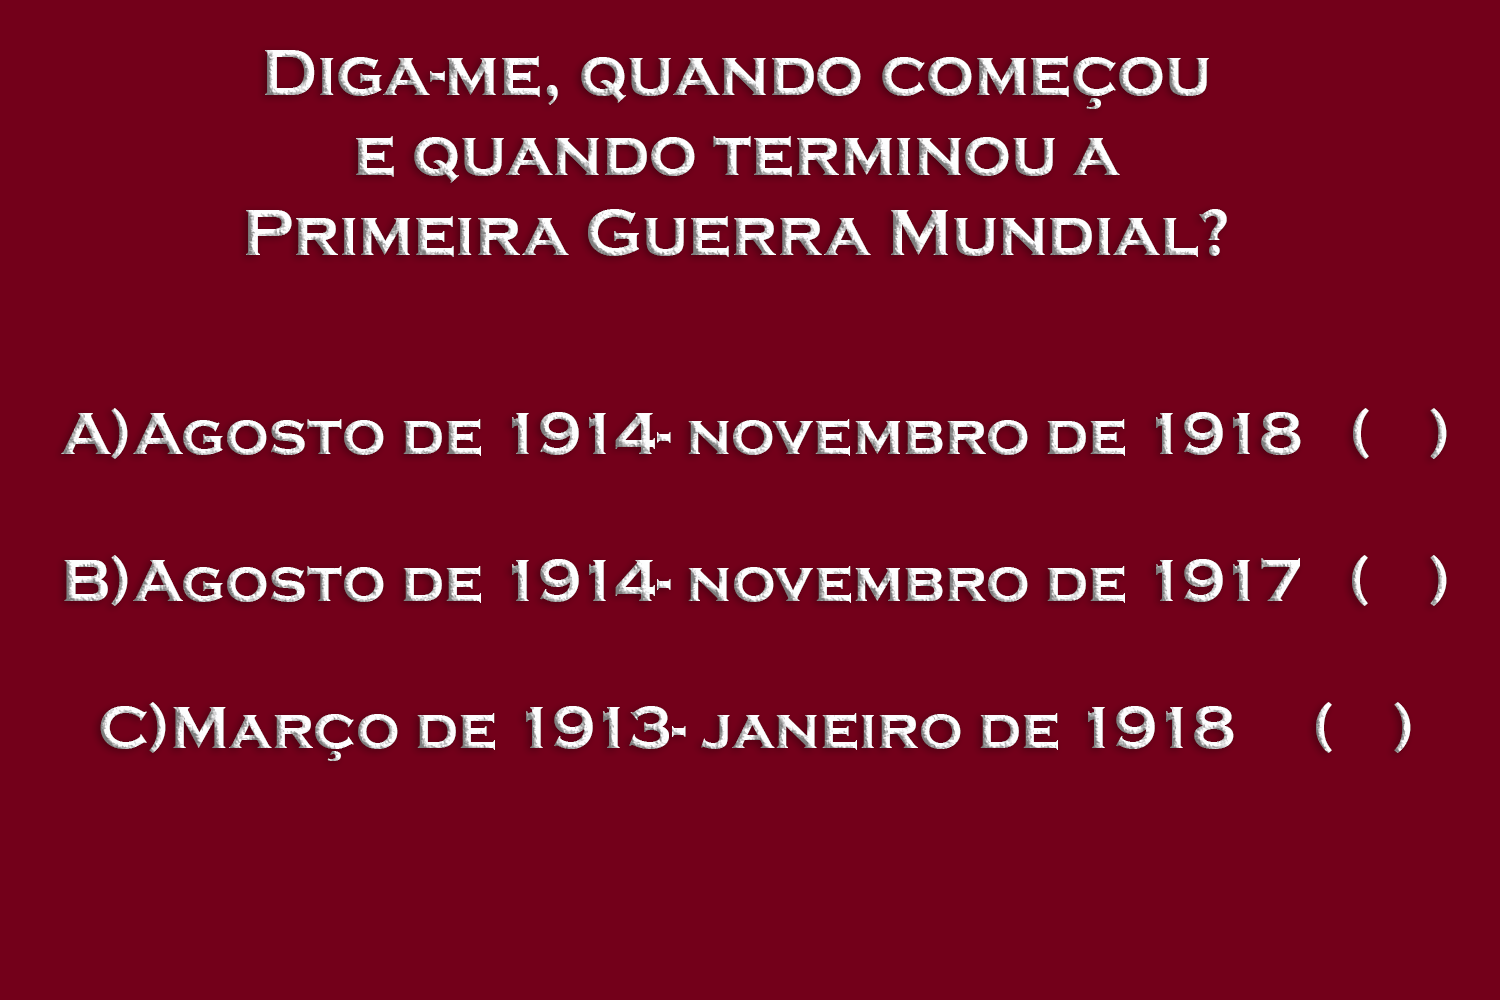 Diga-me, quando começou
e quando terminou a
Primeira Guerra Mundial?
A)Agosto de 1914- novembro de 1918 ( )
B)Agosto de 1914- novembro de 1917 ( )
C)Março de 1913- janeiro de 1918 ( )